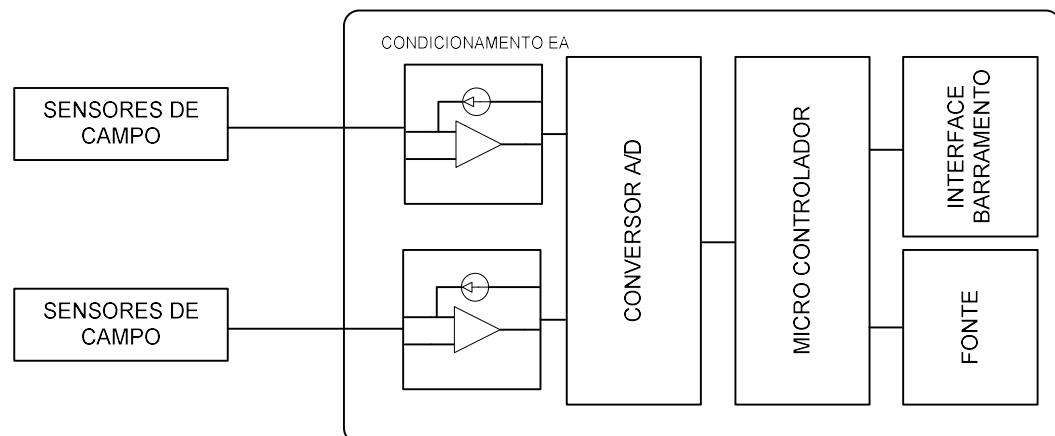 CONDICIONAMENTO EA
SENSORES DE
CAMPO
SENSORES DE
CAMPO
CONVERSOR A/D
MICRO CONTROLADOR
INTERFACE
BARRAMENTO
FONTE